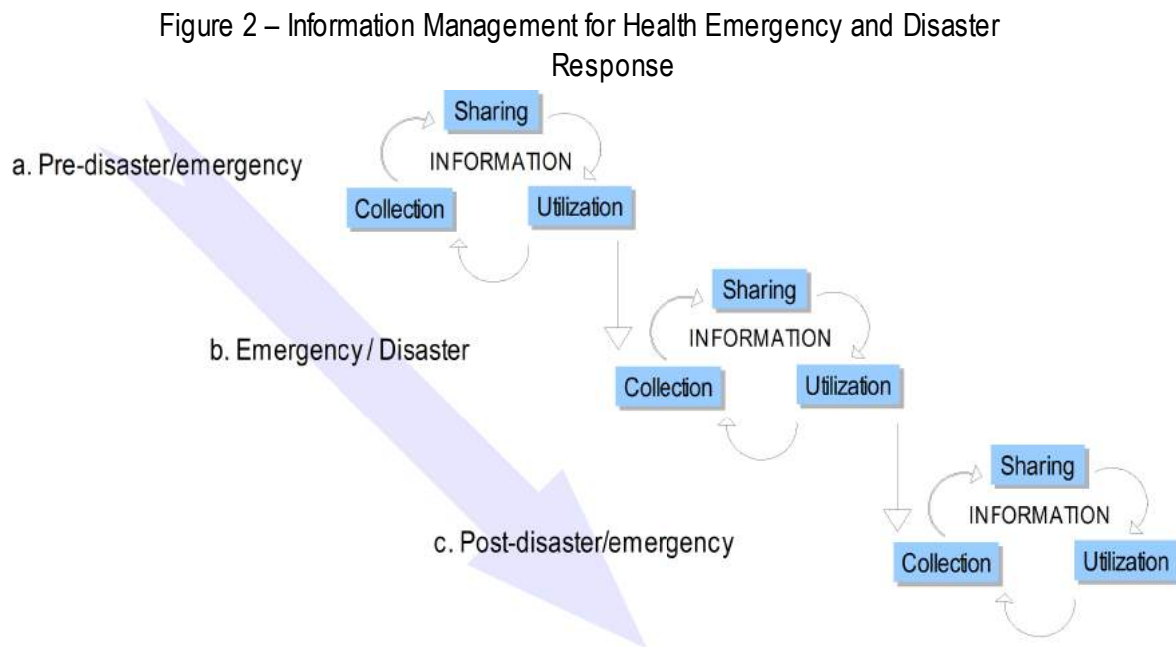 Figure 2 – Information Management for Health Emergency and Disaster
Response
a. Pre-disaster/emergency
Sharing
INFORMATION
Collection
Utilization
b. Emergency / Disaster
Sharing
INFORMATION
Collection
Utilization
c. Post-disaster/emergency
Sharing
INFORMATION
Collection
Utilization